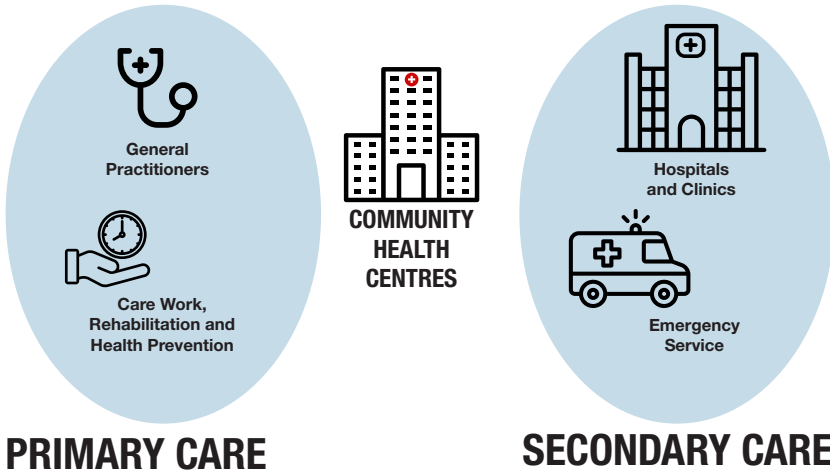 General
Practitioners
Care Work,
Rehabilitation and
Health Prevention
PRIMARY CARE
COMMUNITY
HEALTH
CENTRES
Hospitals
and Clinics
Emergency
Service
SECONDARY CARE